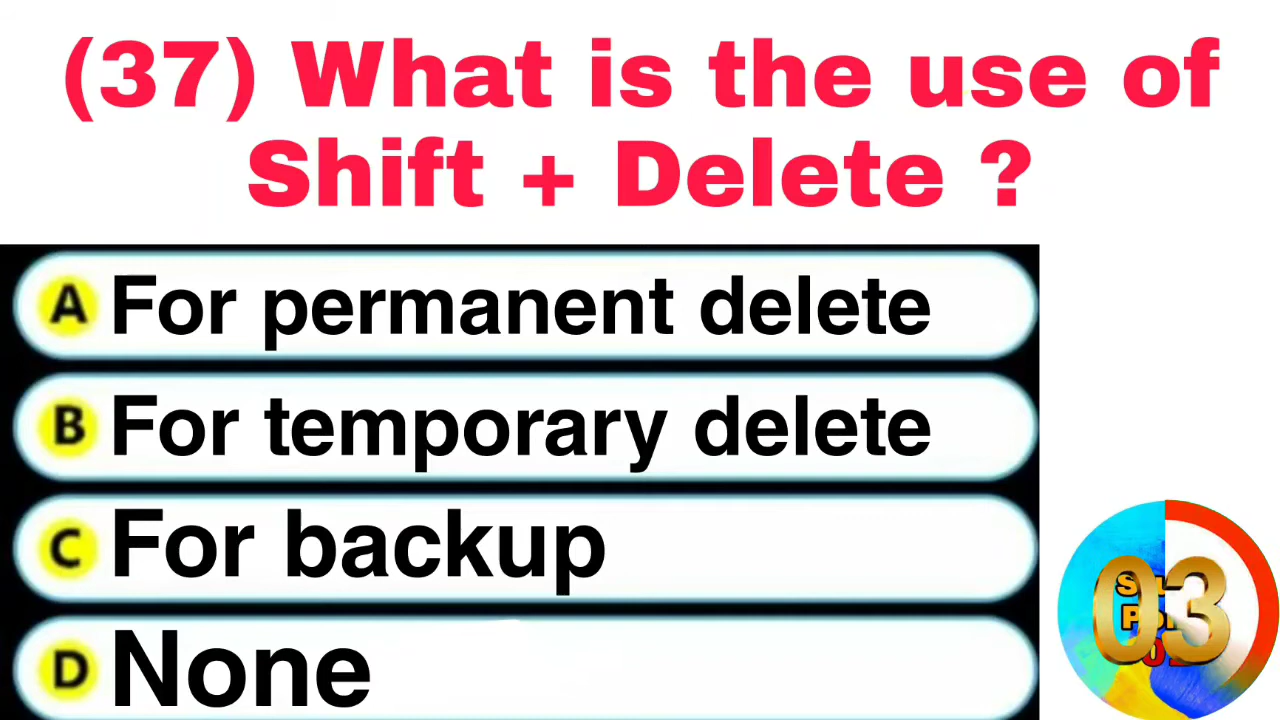 (37) What is the use of
Shift + Delete ?
A For permanent delete
B For temporary delete
C For backup
D None
03